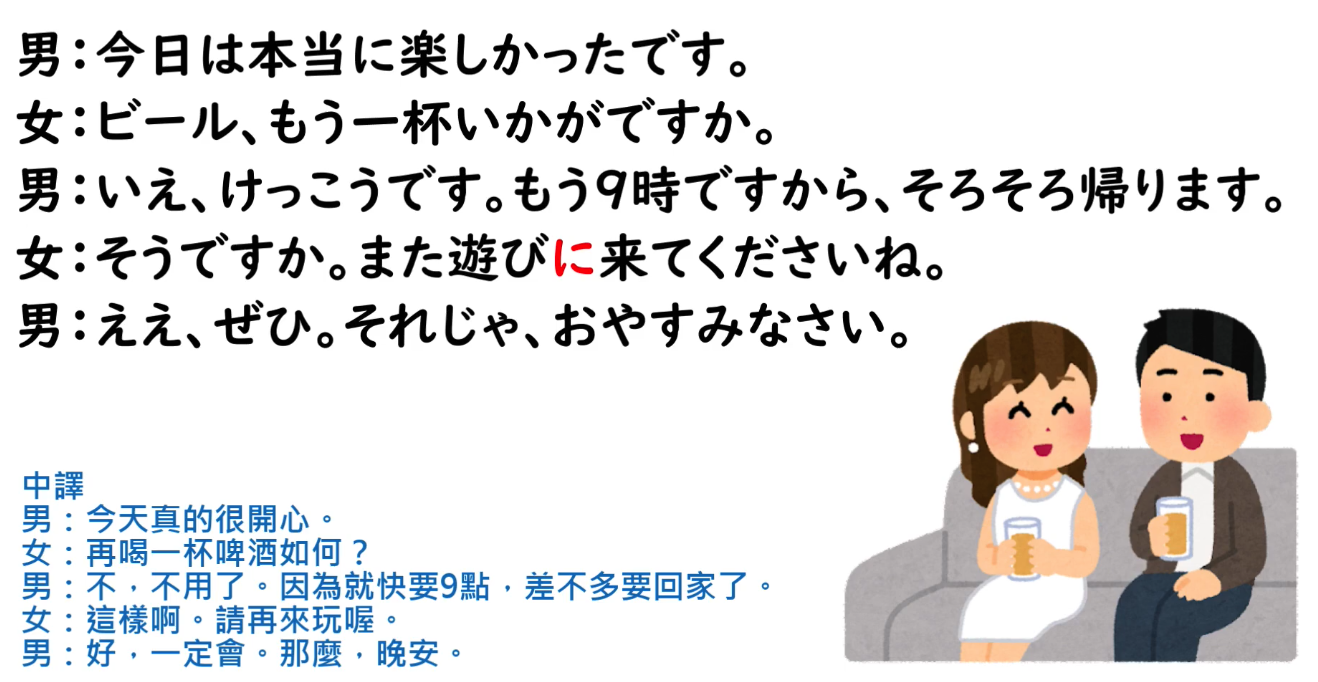 男：今日は本当に楽しかったです。
女：ビール、もう一杯いかがですか。
男：いえ、けっこうです。もう9時ですから、そろそろ帰ります。
女：そうですか。また遊びに来てくださいね。
男：ええ、ぜひ。それじゃ、おやすみなさい。
中譯
男：今天真的很開心。
女：再喝一杯啤酒如何？
男：不，不用了。因為就快要9點，差不多要回家了。
女：這樣啊。請再來玩喔。
男：好，一定會。那麼，晚安。